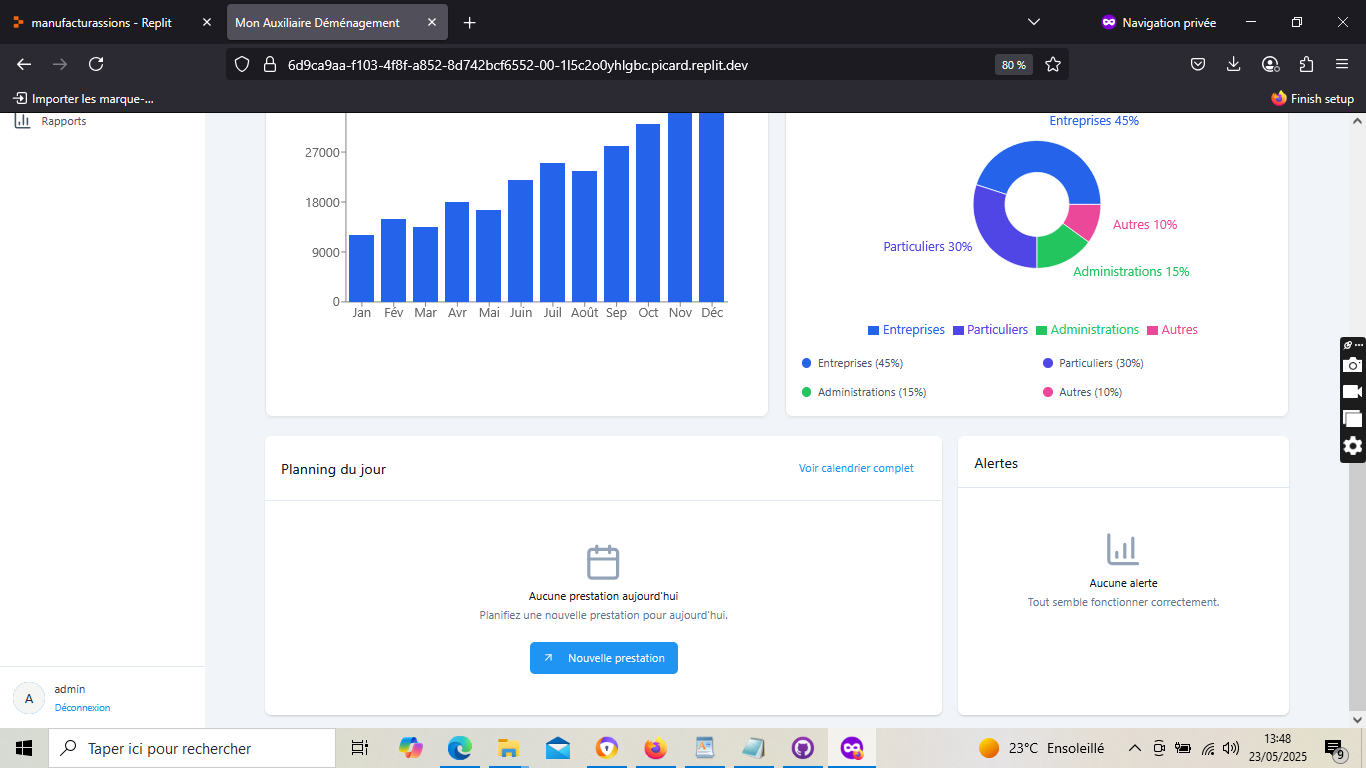 manufacturassions - Replit
Mon Auxiliaire Déménagement
Navigation privée
6d9ca9aa-f103-4f8f-a852-8d742bcf6552-00-1l5c2o0yhlgbc.picard.replit.dev
80 %
Importer les marque-...
Finish setup
Rapports
27000
18000
9000
0
Jan Fév Mar Avr Mai Juin Juil Août Sep Oct Nov Déc
Entreprises 45%
Autres 10%
Particuliers 30%
Administrations 15%
Entreprises Particuliers Administrations Autres
Entreprises (45%)
Particuliers (30%)
Administrations (15%)
Autres (10%)
Planning du jour
Voir calendrier complet
Aucune prestation aujourd'hui
Planifiez une nouvelle prestation pour aujourd'hui.
Nouvelle prestation
Alertes
Aucune alerte
Tout semble fonctionner correctement.
A
admin
Déconnexion
Taper ici pour rechercher
23°C Ensoleillé
13:48
23/05/2025
9